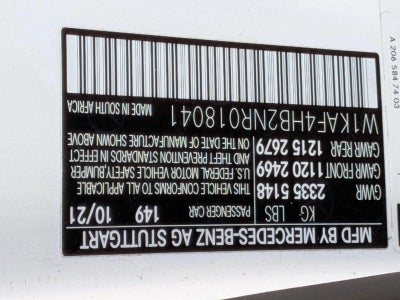 MFD BY MERCEDES-BENZ AG STUTTGART
KG LBS PASSENGER CAR
GVWR 2335 5148 149 10/21
GAWR FRONT 1120 2469
GAWR REAR 1215 2679
THIS VEHICLE CONFORMS TO ALL APPLICABLE
U.S. FEDERAL MOTOR VEHICLE SAFETY,BUMPER
AND THEFT PREVENTION STANDARDS IN EFFECT
ON THE DATE OF MANUFACTURE SHOWN ABOVE
W1KAF4HB2NR018041 MADE IN SOUTH AFRICA
A 206 584 74 03